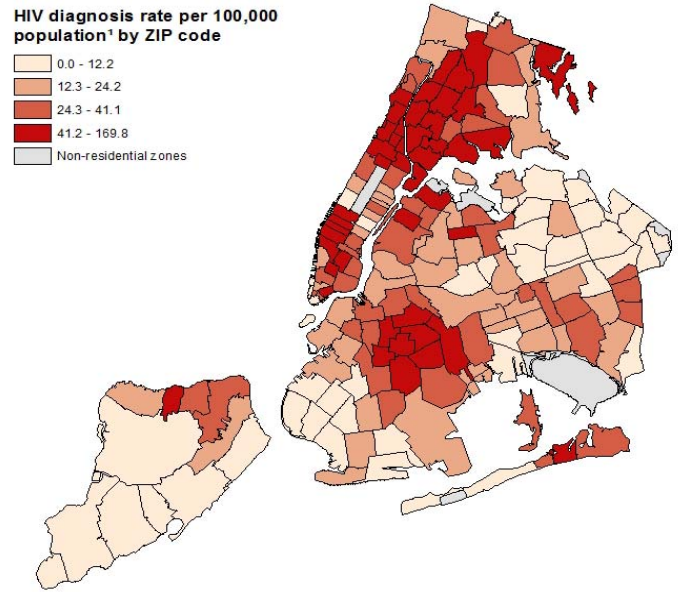 HIV diagnosis rate per 100,000
population¹ by ZIP code
0.0 - 12.2
12.3 - 24.2
24.3 - 41.1
41.2 - 169.8
Non-residential zones